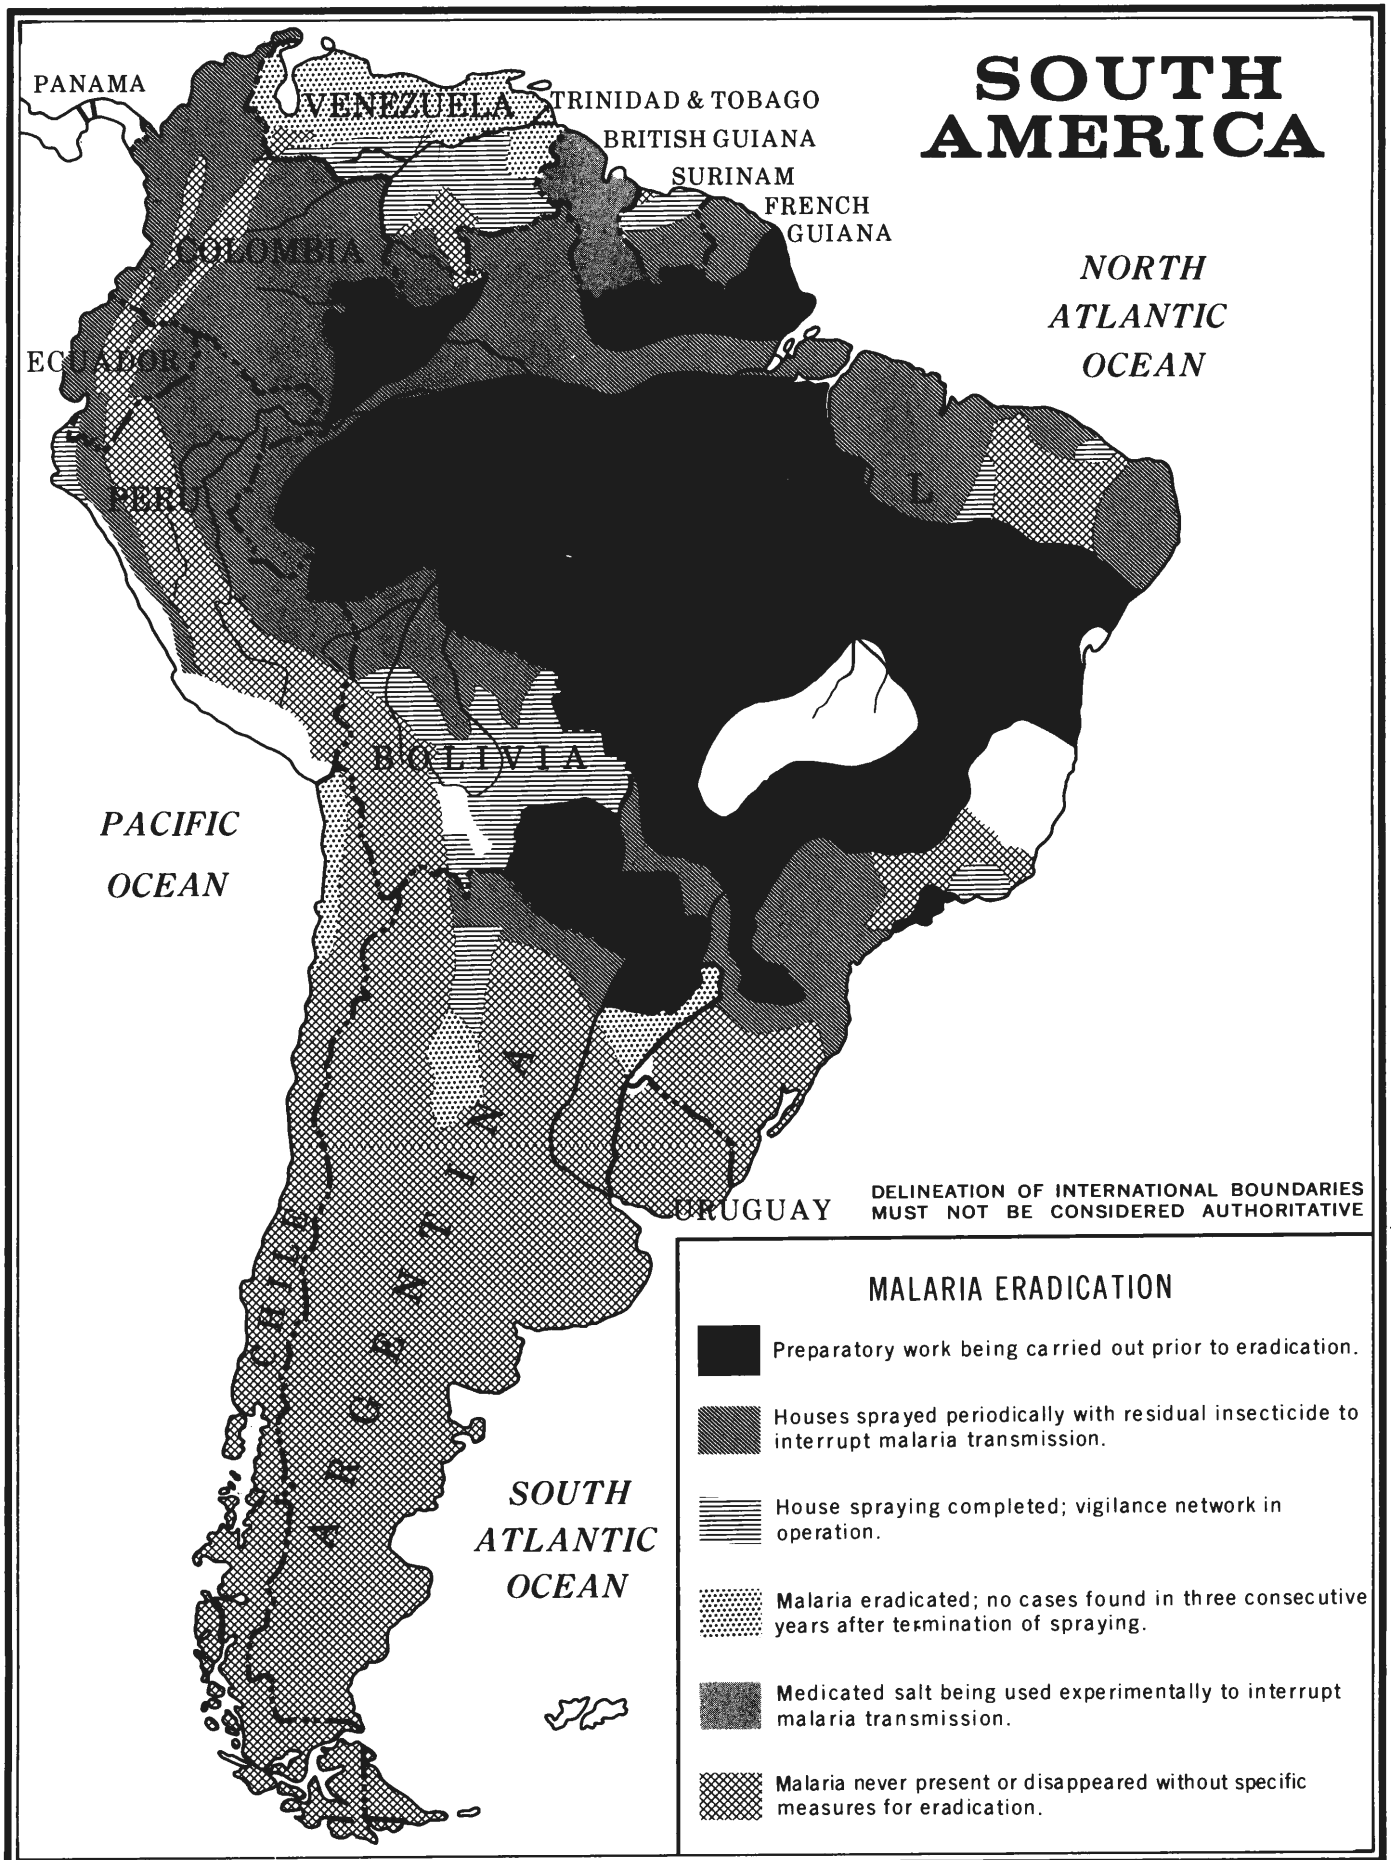 SOUTH
AMERICA
PANAMA
VENEZUELA
TRINIDAD & TOBAGO
BRITISH GUIANA
SURINAM
FRENCH
GUIANA
COLOMBIA
NORTH
ATLANTIC
OCEAN
ECUADOR
PERU
L
BOLIVIA
PACIFIC
OCEAN
CHILE
ARGENTINA
URUGUAY
DELINEATION OF INTERNATIONAL BOUNDARIES
MUST NOT BE CONSIDERED AUTHORITATIVE
SOUTH
ATLANTIC
OCEAN
MALARIA ERADICATION
Preparatory work being carried out prior to eradication.
Houses sprayed periodically with residual insecticide to
interrupt malaria transmission.
House spraying completed; vigilance network in
operation.
Malaria eradicated; no cases found in three consecutive
years after termination of spraying.
Medicated salt being used experimentally to interrupt
malaria transmission.
Malaria never present or disappeared without specific
measures for eradication.